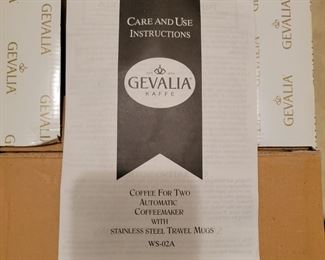 CARE AND USE
INSTRUCTIONS
GEVALIA
KAFFE
COFFEE FOR TWO
AUTOMATIC
COFFEEMAKER
WITH
STAINLESS STEEL TRAVEL MUGS
WS-02A
GEVALIA
GEVALIA
GEVALIA
GEVALIA